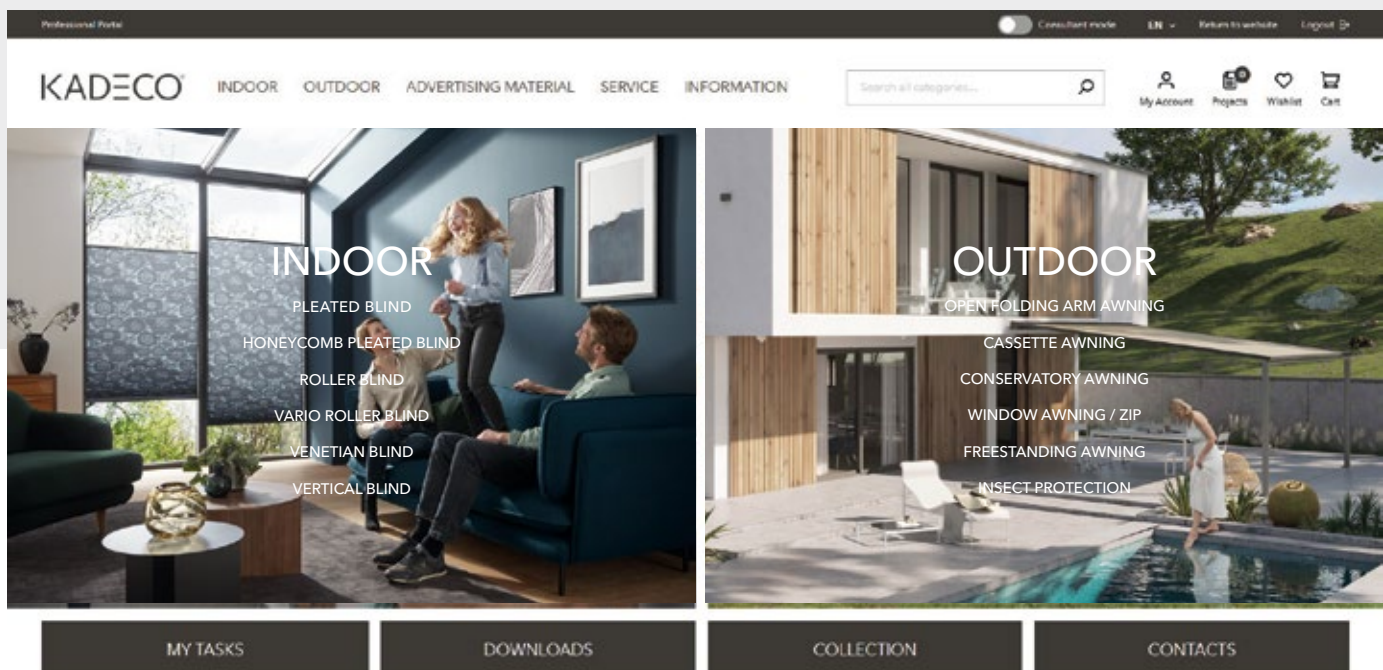 Professional Portal
Consultant mode EN Return to website Logout
KADECO INDOOR OUTDOOR ADVERTISING MATERIAL SERVICE INFORMATION
Search all categories...
0
My Account Projects Wishlist Cart
INDOOR
PLEATED BLIND
HONEYCOMB PLEATED BLIND
ROLLER BLIND
VARIO ROLLER BLIND
VENETIAN BLIND
VERTICAL BLIND
OUTDOOR
OPEN FOLDING ARM AWNING
CASSETTE AWNING
CONSERVATORY AWNING
WINDOW AWNING / ZIP
FREESTANDING AWNING
INSECT PROTECTION
MY TASKS DOWNLOADS COLLECTION CONTACTS